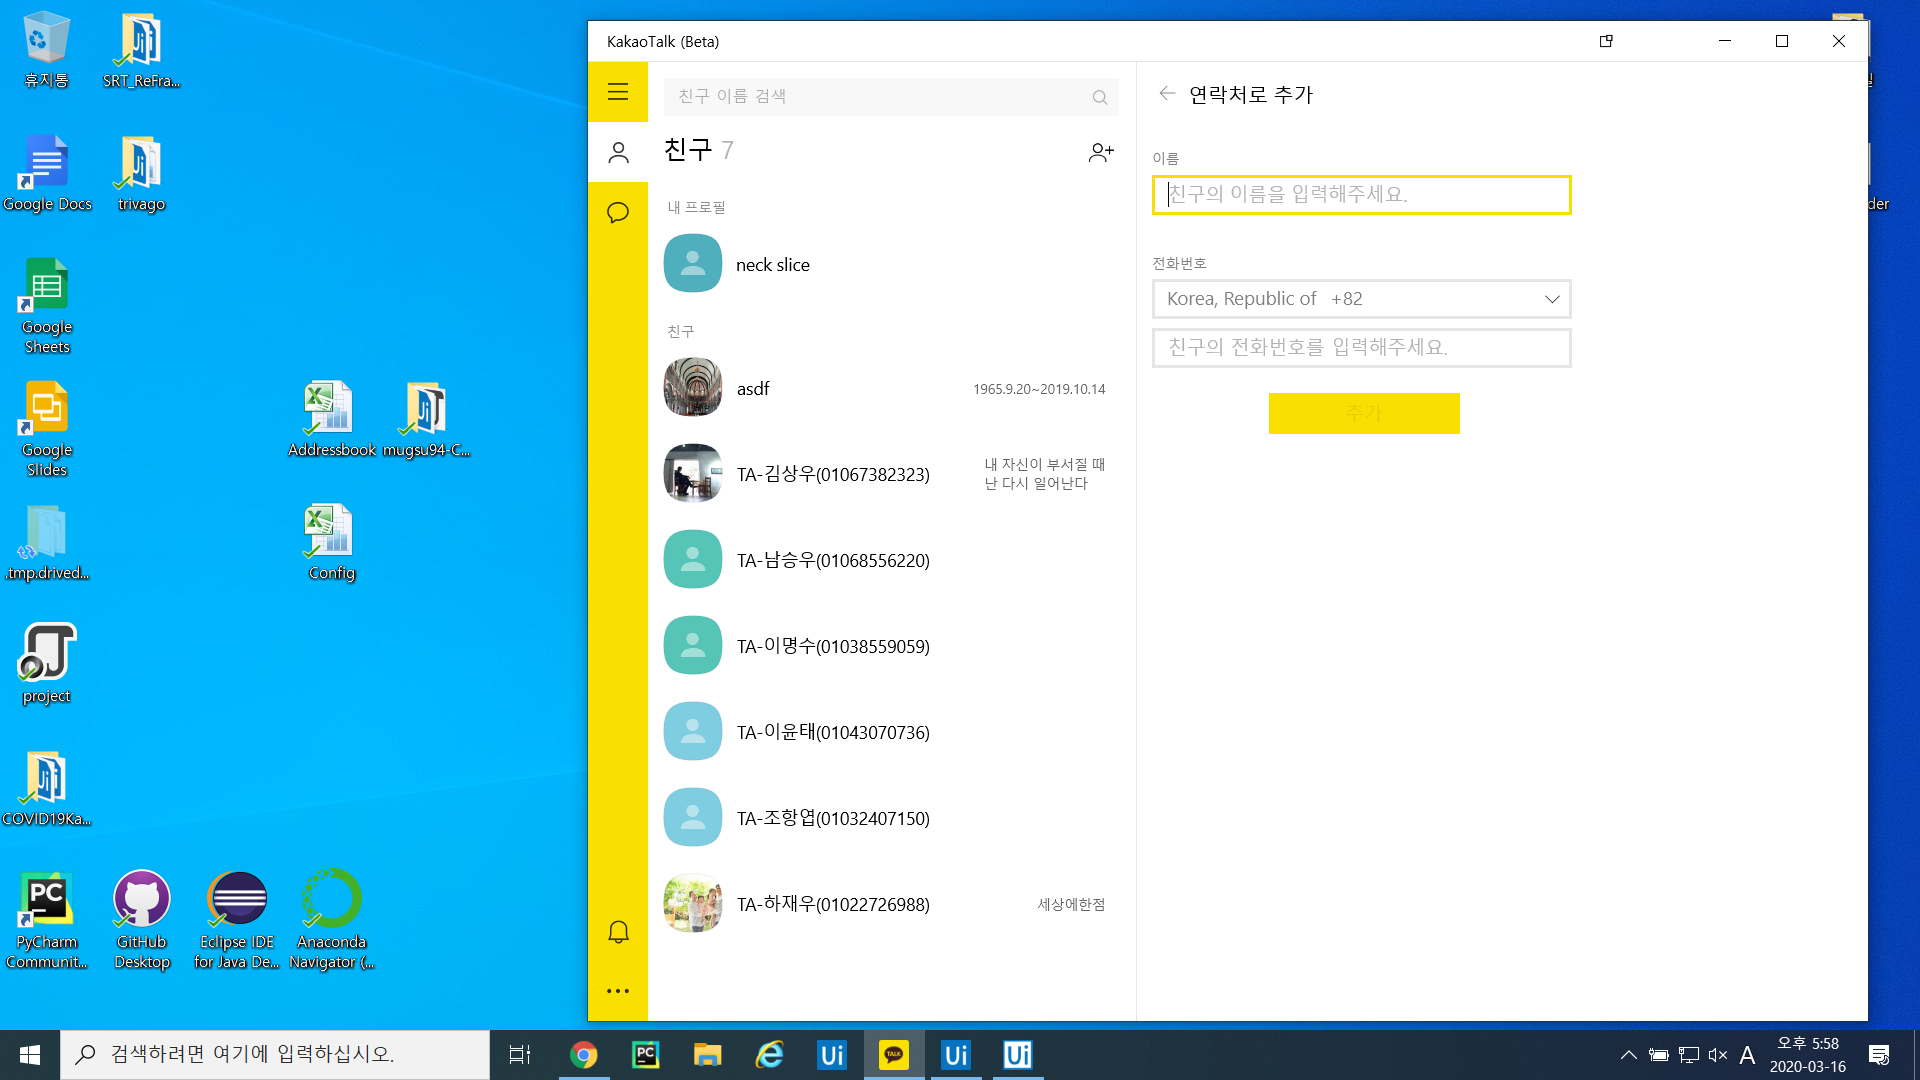 휴지통
SRT_ReFra...
Google Docs
trivago
Google
Sheets
Google
Slides
Addressbook
mugsu94-C...
.tmp.drived...
Config
project
COVID19Ka...
PyCharm
Communit...
GitHub
Desktop
Eclipse IDE
for Java De...
Anaconda
Navigator (...
KakaoTalk (Beta)
친구 이름 검색
친구 7
내 프로필
neck slice
친구
asdf
1965.9.20~2019.10.14
TA-김상우(01067382323)
내 자신이 부서질 때
난 다시 일어난다
TA-남승우(01068556220)
TA-이명수(01038559059)
TA-이윤태(01043070736)
TA-조항엽(01032407150)
TA-하재우(01022726988)
세상에한점
연락처로 추가
이름
친구의 이름을 입력해주세요.
전화번호
Korea, Republic of +82
친구의 전화번호를 입력해주세요.
추가
der
검색하려면 여기에 입력하십시오.
PC
Ui
TALK
Ui
Ui
A
오후 5:58
2020-03-16